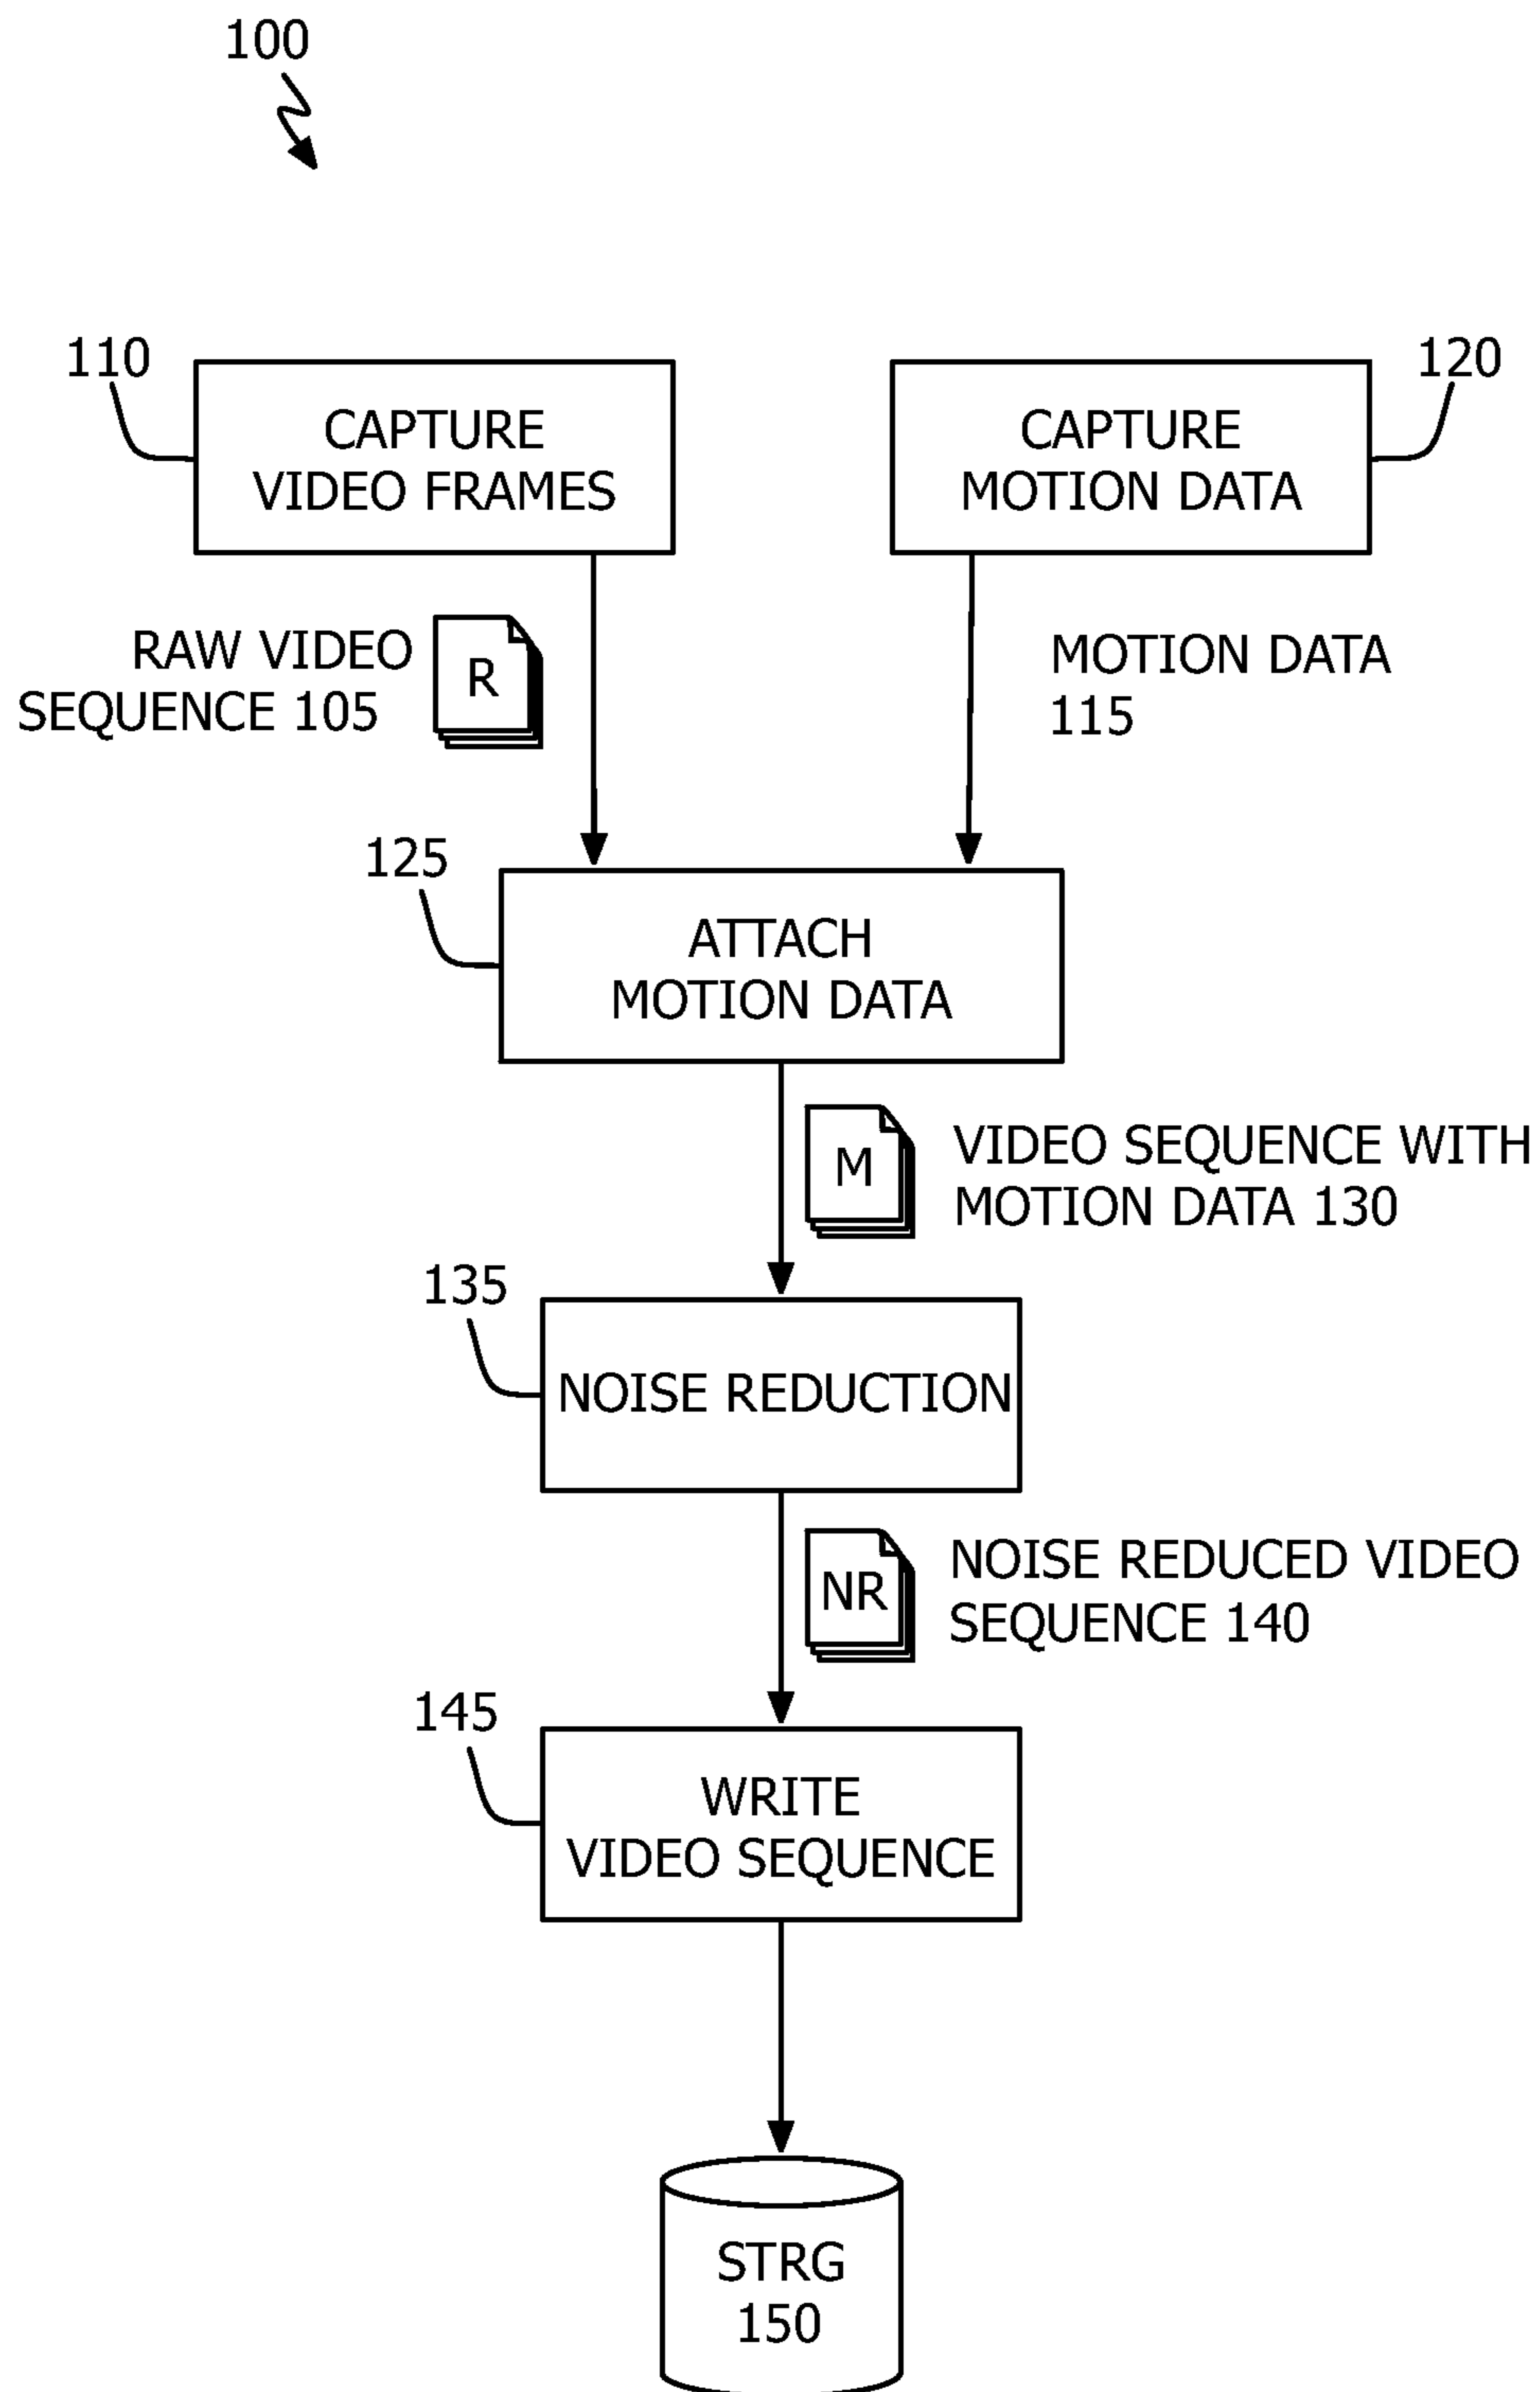 100
110
CAPTURE
VIDEO FRAMES
120
CAPTURE
MOTION DATA
RAW VIDEO
SEQUENCE 105
R
MOTION DATA
115
125
ATTACH
MOTION DATA
M
VIDEO SEQUENCE WITH
MOTION DATA 130
135
NOISE REDUCTION
NR
NOISE REDUCED VIDEO
SEQUENCE 140
145
WRITE
VIDEO SEQUENCE
STRG
150